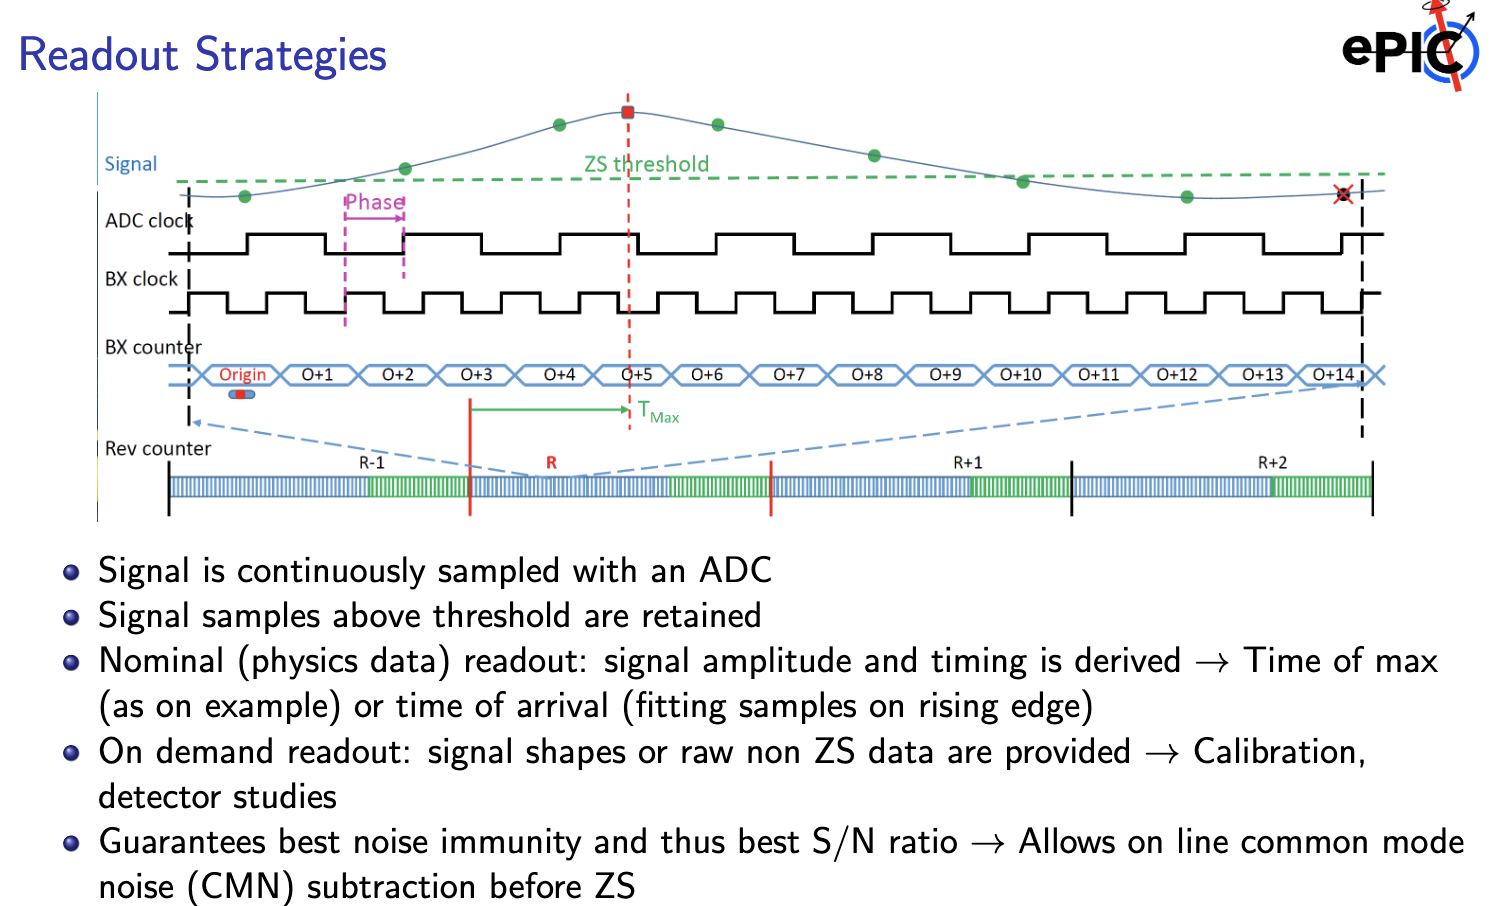 Readout Strategies
ePIC
Signal
ZS threshold
Phase
ADC clock
BX clock
BX counter
Origin O+1 O+2 O+3 O+4 O+5 O+6 O+7 O+8 O+9 O+10 O+11 O+12 O+13 O+14
TMax
Rev counter
R-1 R R+1 R+2
Signal is continuously sampled with an ADC
Signal samples above threshold are retained
Nominal (physics data) readout: signal amplitude and timing is derived → Time of max
(as on example) or time of arrival (fitting samples on rising edge)
On demand readout: signal shapes or raw non ZS data are provided → Calibration,
detector studies
Guarantees best noise immunity and thus best S/N ratio → Allows on line common mode
noise (CMN) subtraction before ZS